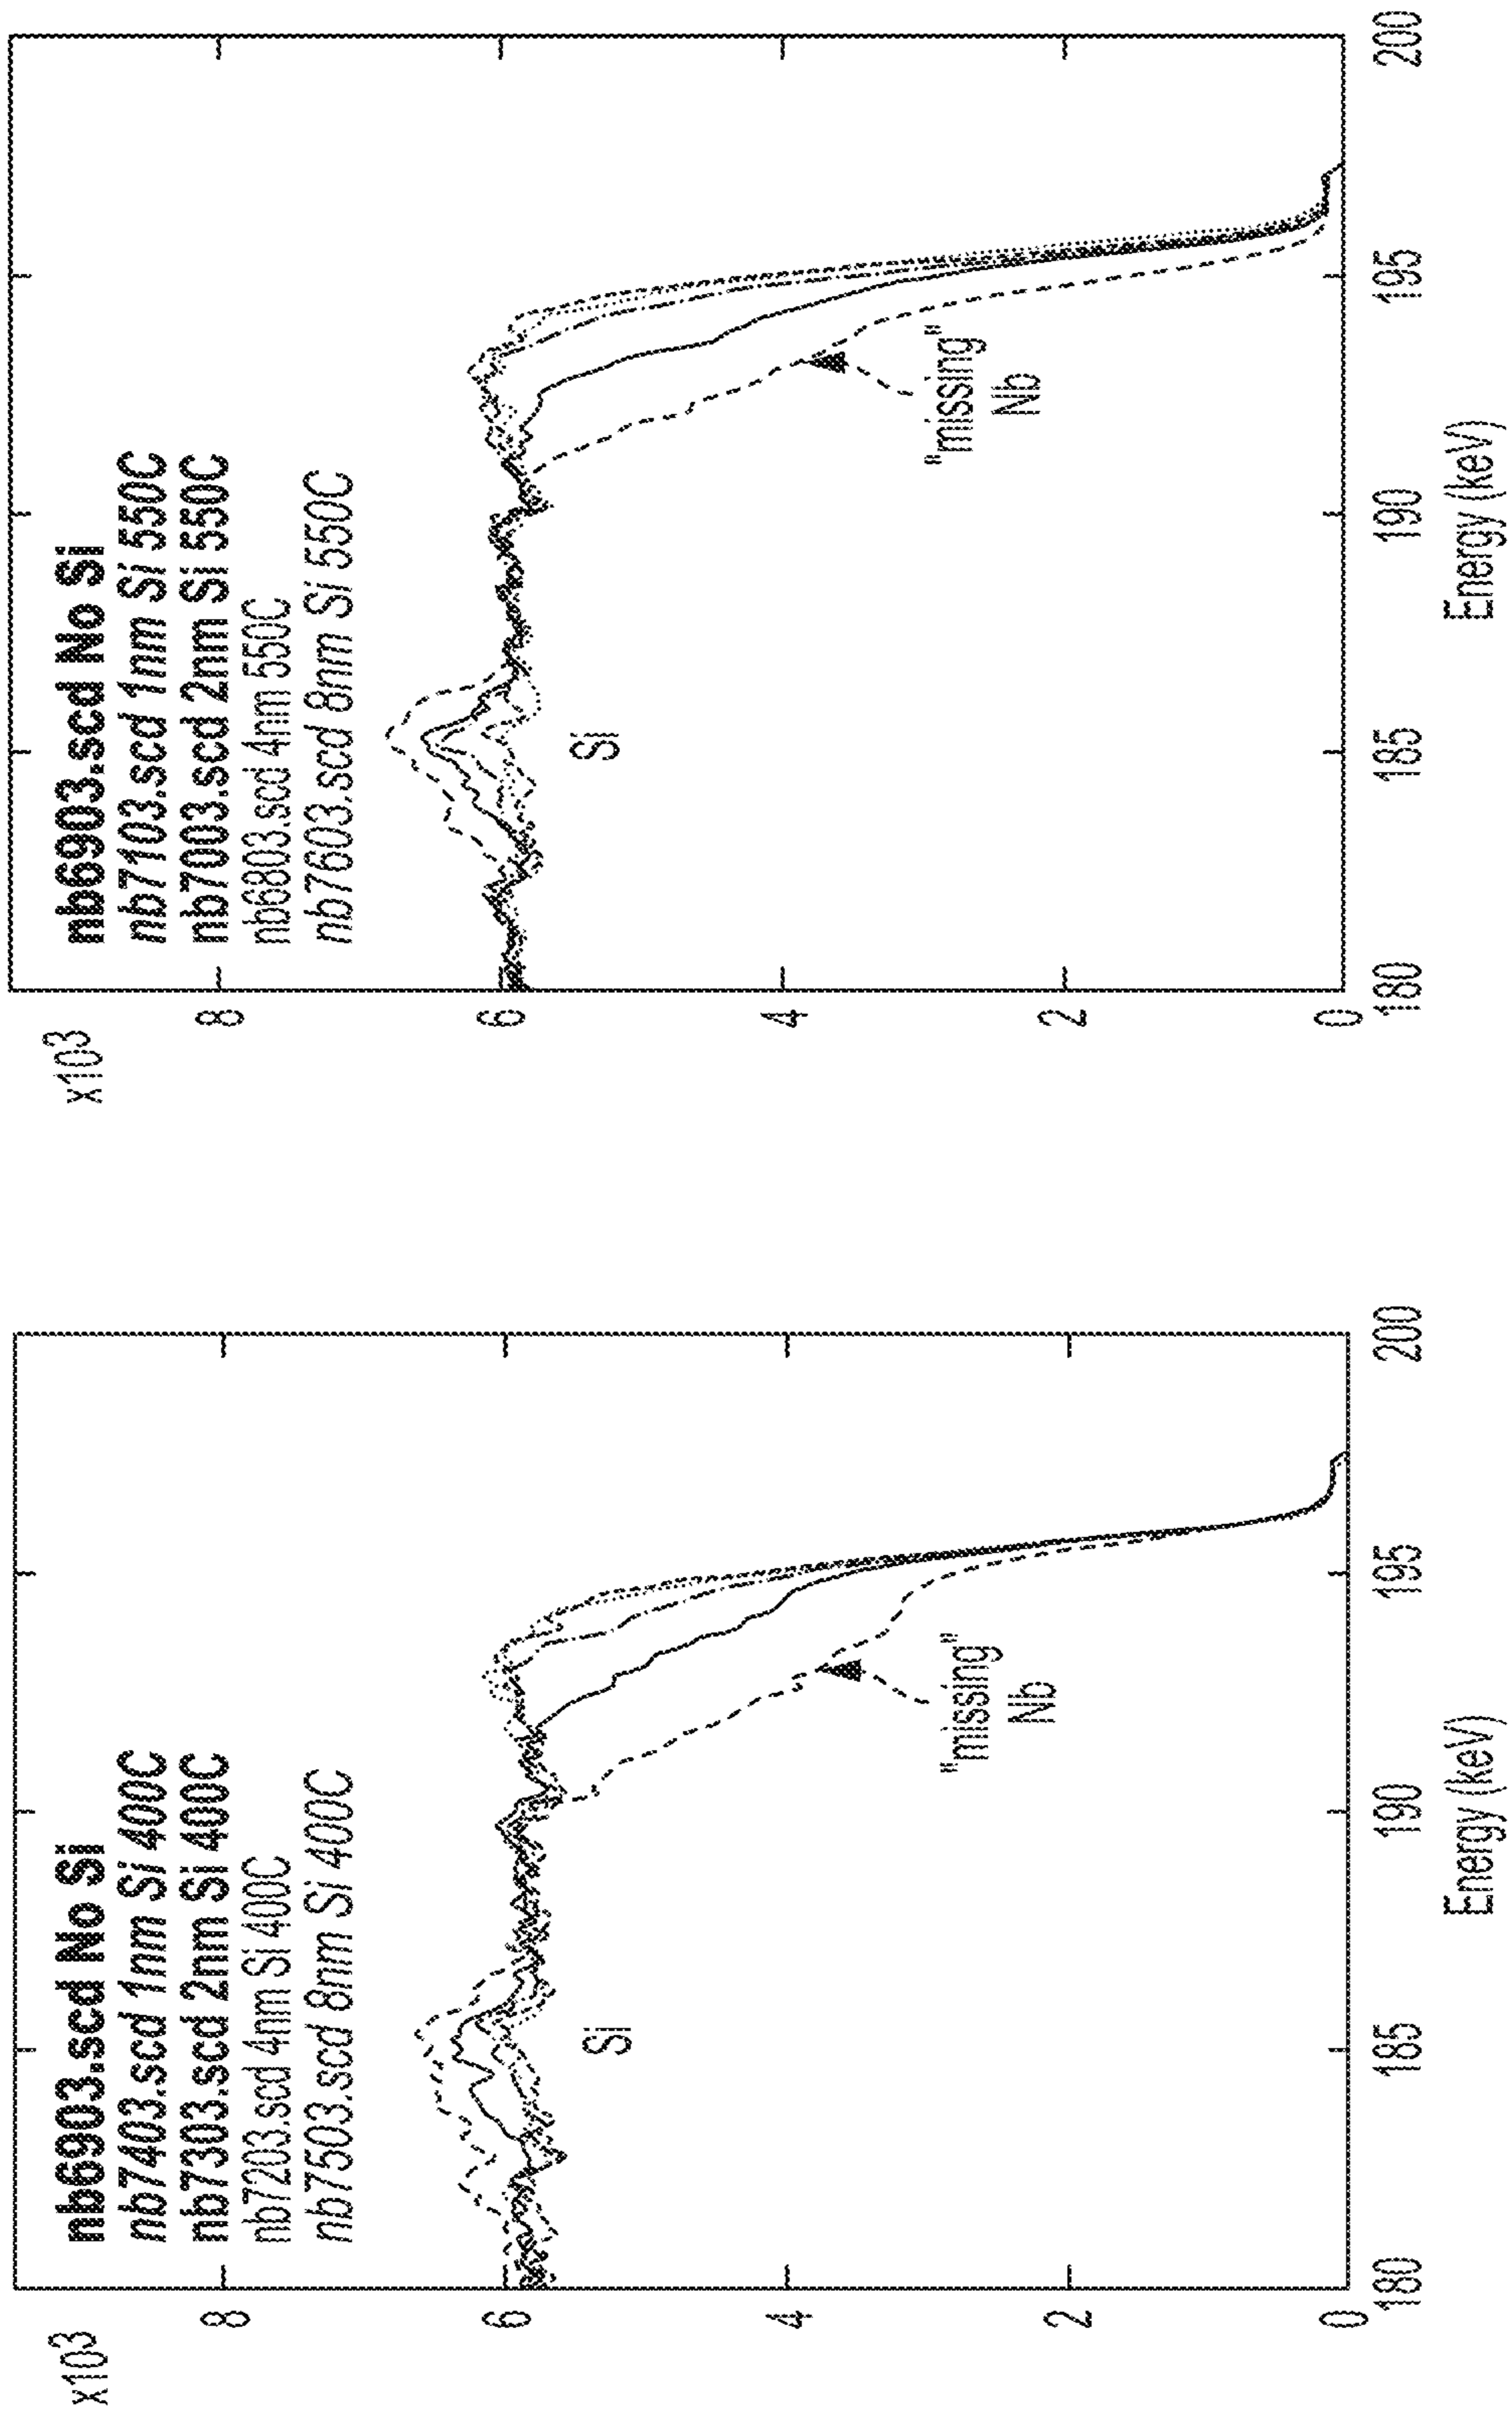 x10³
nb6903.scd No Si
nb7403.scd 1nm Si 400C
nb7303.scd 2nm Si 400C
nb7203.scd 4nm Si 400C
nb7503.scd 8nm Si 400C
8
6
4
2
0
Si
"missing"
Nb
180
185
190
195
200
Energy (keV)
x10³
nb6903.scd No Si
nb7103.scd 1nm Si 550C
nb7003.scd 2nm Si 550C
nb6803.scd 4nm 550C
nb7603.scd 8nm Si 550C
8
6
4
2
0
Si
"missing"
Nb
180
185
190
195
200
Energy (keV)